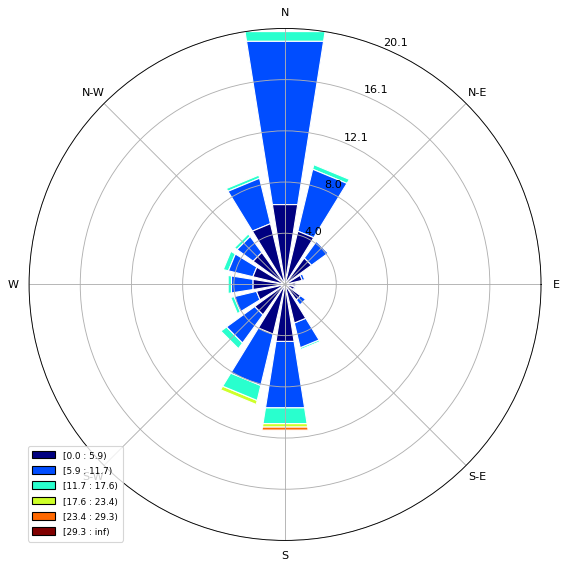 N
20.1
N-W
N-E
16.1
12.1
8.0
4.0
W
E
[0.0 : 5.9)
[5.9 : 11.7)
S-W
S-E
[11.7 : 17.6)
[17.6 : 23.4)
[23.4 : 29.3)
[29.3 : inf)
S